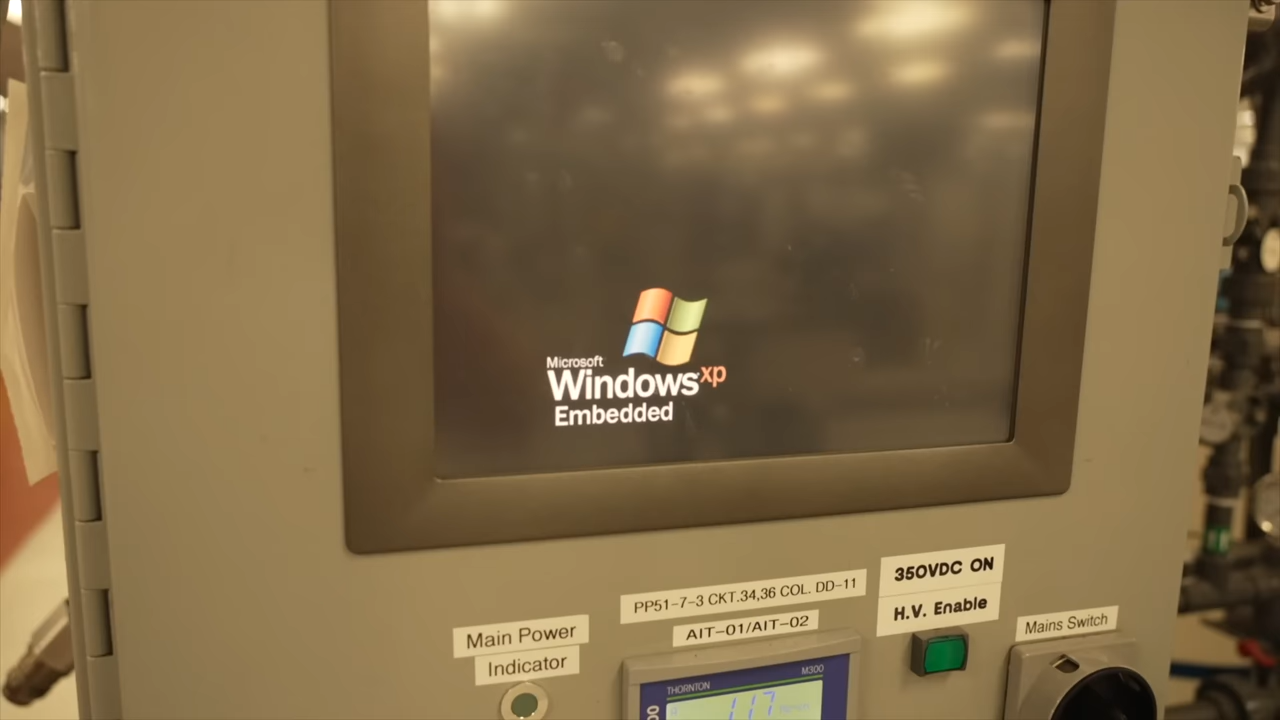 Microsoft
Windows xp
Embedded
350VDC ON
H.V. Enable
PP51-7-3 CKT.34,36 COL. DD-11
AIT-01/AIT-02
Main Power
Indicator
Mains Switch
THORNTON
M300
117